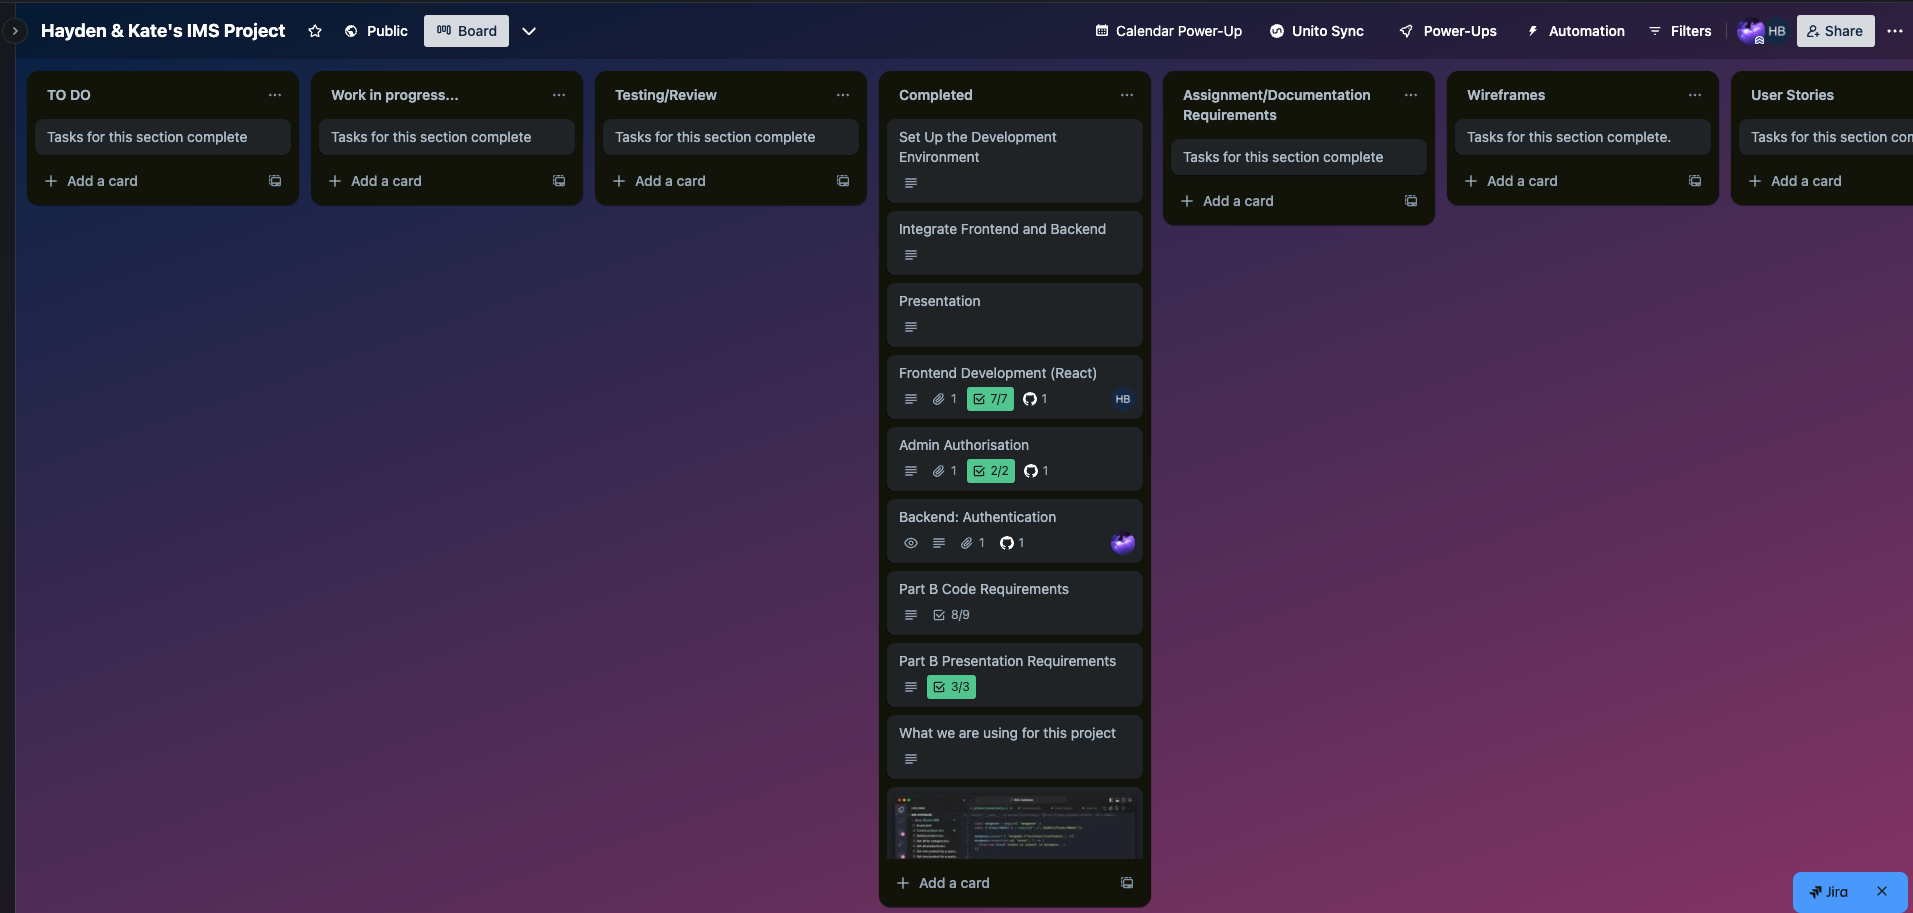 Hayden & Kate's IMS Project
Public
Board
Calendar Power-Up
Unito Sync
Power-Ups
Automation
Filters
HB
Share
TO DO
Tasks for this section complete
Add a card
Work in progress...
Tasks for this section complete
Add a card
Testing/Review
Tasks for this section complete
Add a card
Completed
Set Up the Development
Environment
Integrate Frontend and Backend
Presentation
Frontend Development (React)
1
7/7
1
HB
Admin Authorisation
1
2/2
1
Backend: Authentication
1
1
Part B Code Requirements
8/9
Part B Presentation Requirements
3/3
What we are using for this project
Add a card
Assignment/Documentation
Requirements
Tasks for this section complete
Add a card
Wireframes
Tasks for this section complete.
Add a card
User Stories
Tasks for this section con
Add a card
Jira